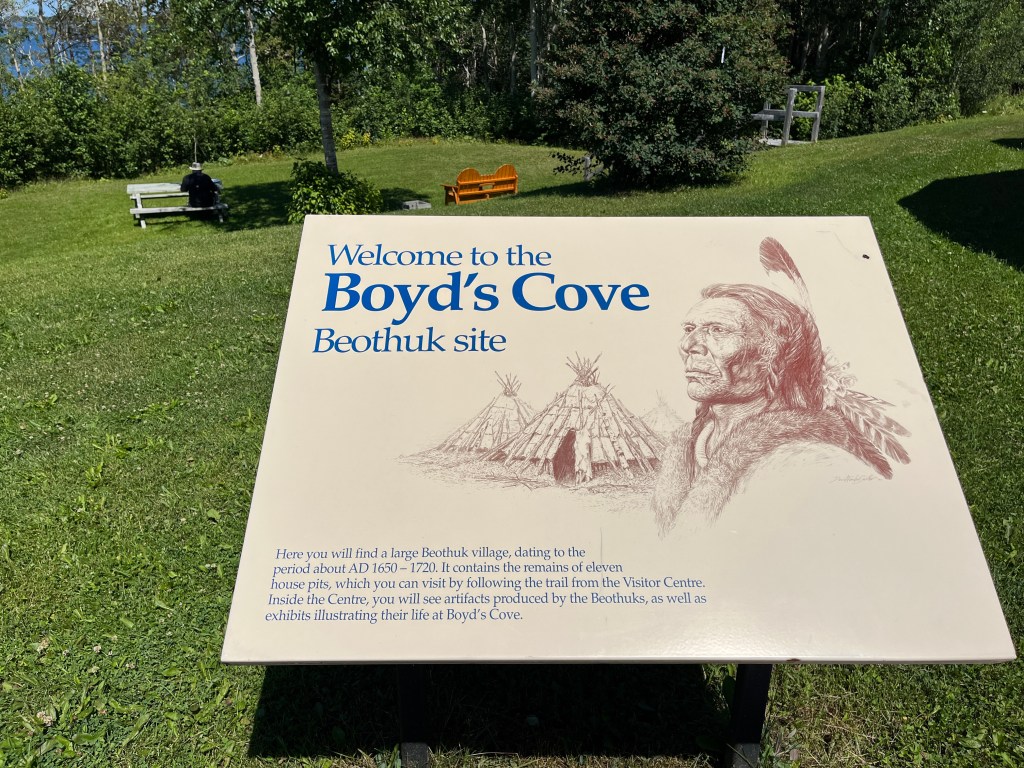 Welcome to the
Boyd's Cove
Beothuk site
Here you will find a large Beothuk village, dating to the
period about AD 1650 – 1720. It contains the remains of eleven
house pits, which you can visit by following the trail from the Visitor Centre.
Inside the Centre, you will see artifacts produced by the Beothuks, as well as
exhibits illustrating their life at Boyd's Cove.